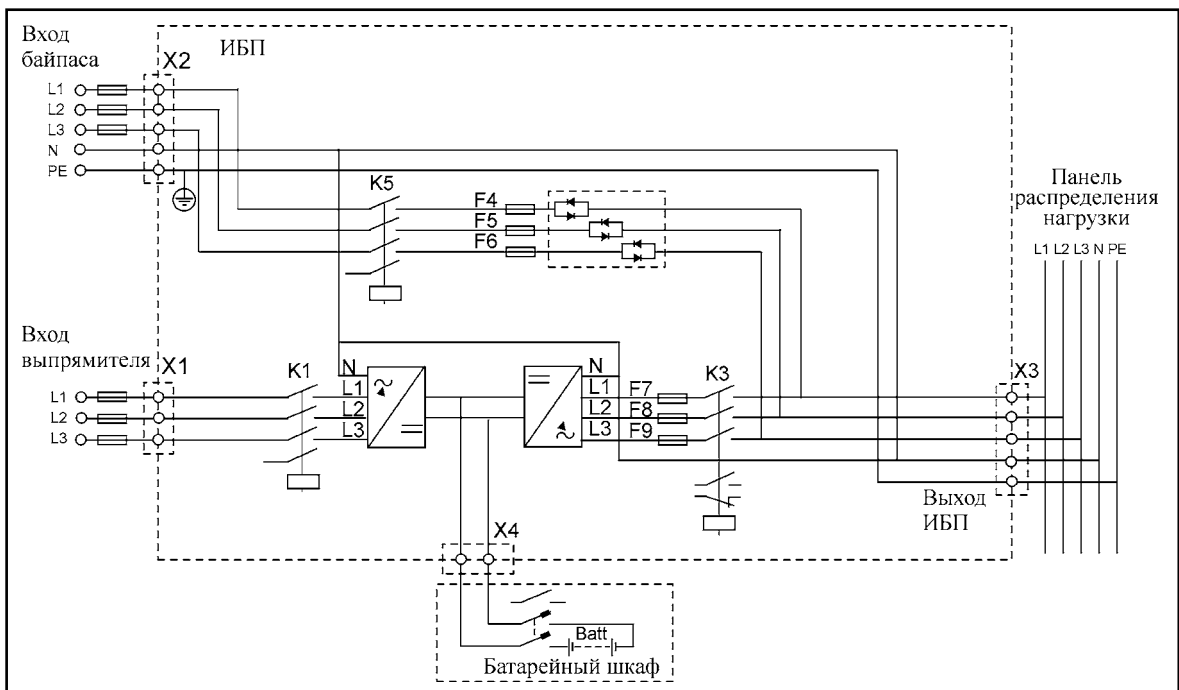 Вход
байпаса
ИБП
X2
L1
L2
L3
N
PE
K5
F4
F5
F6
Панель
распределения
нагрузки
L1 L2 L3 N PE
Вход
выпрямителя
X1
L1
L2
L3
K1
N
L1
L2
L3
N
L1
L2
L3
F7
F8
F9
K3
X3
Выход
ИБП
X4
Batt
Батарейный шкаф